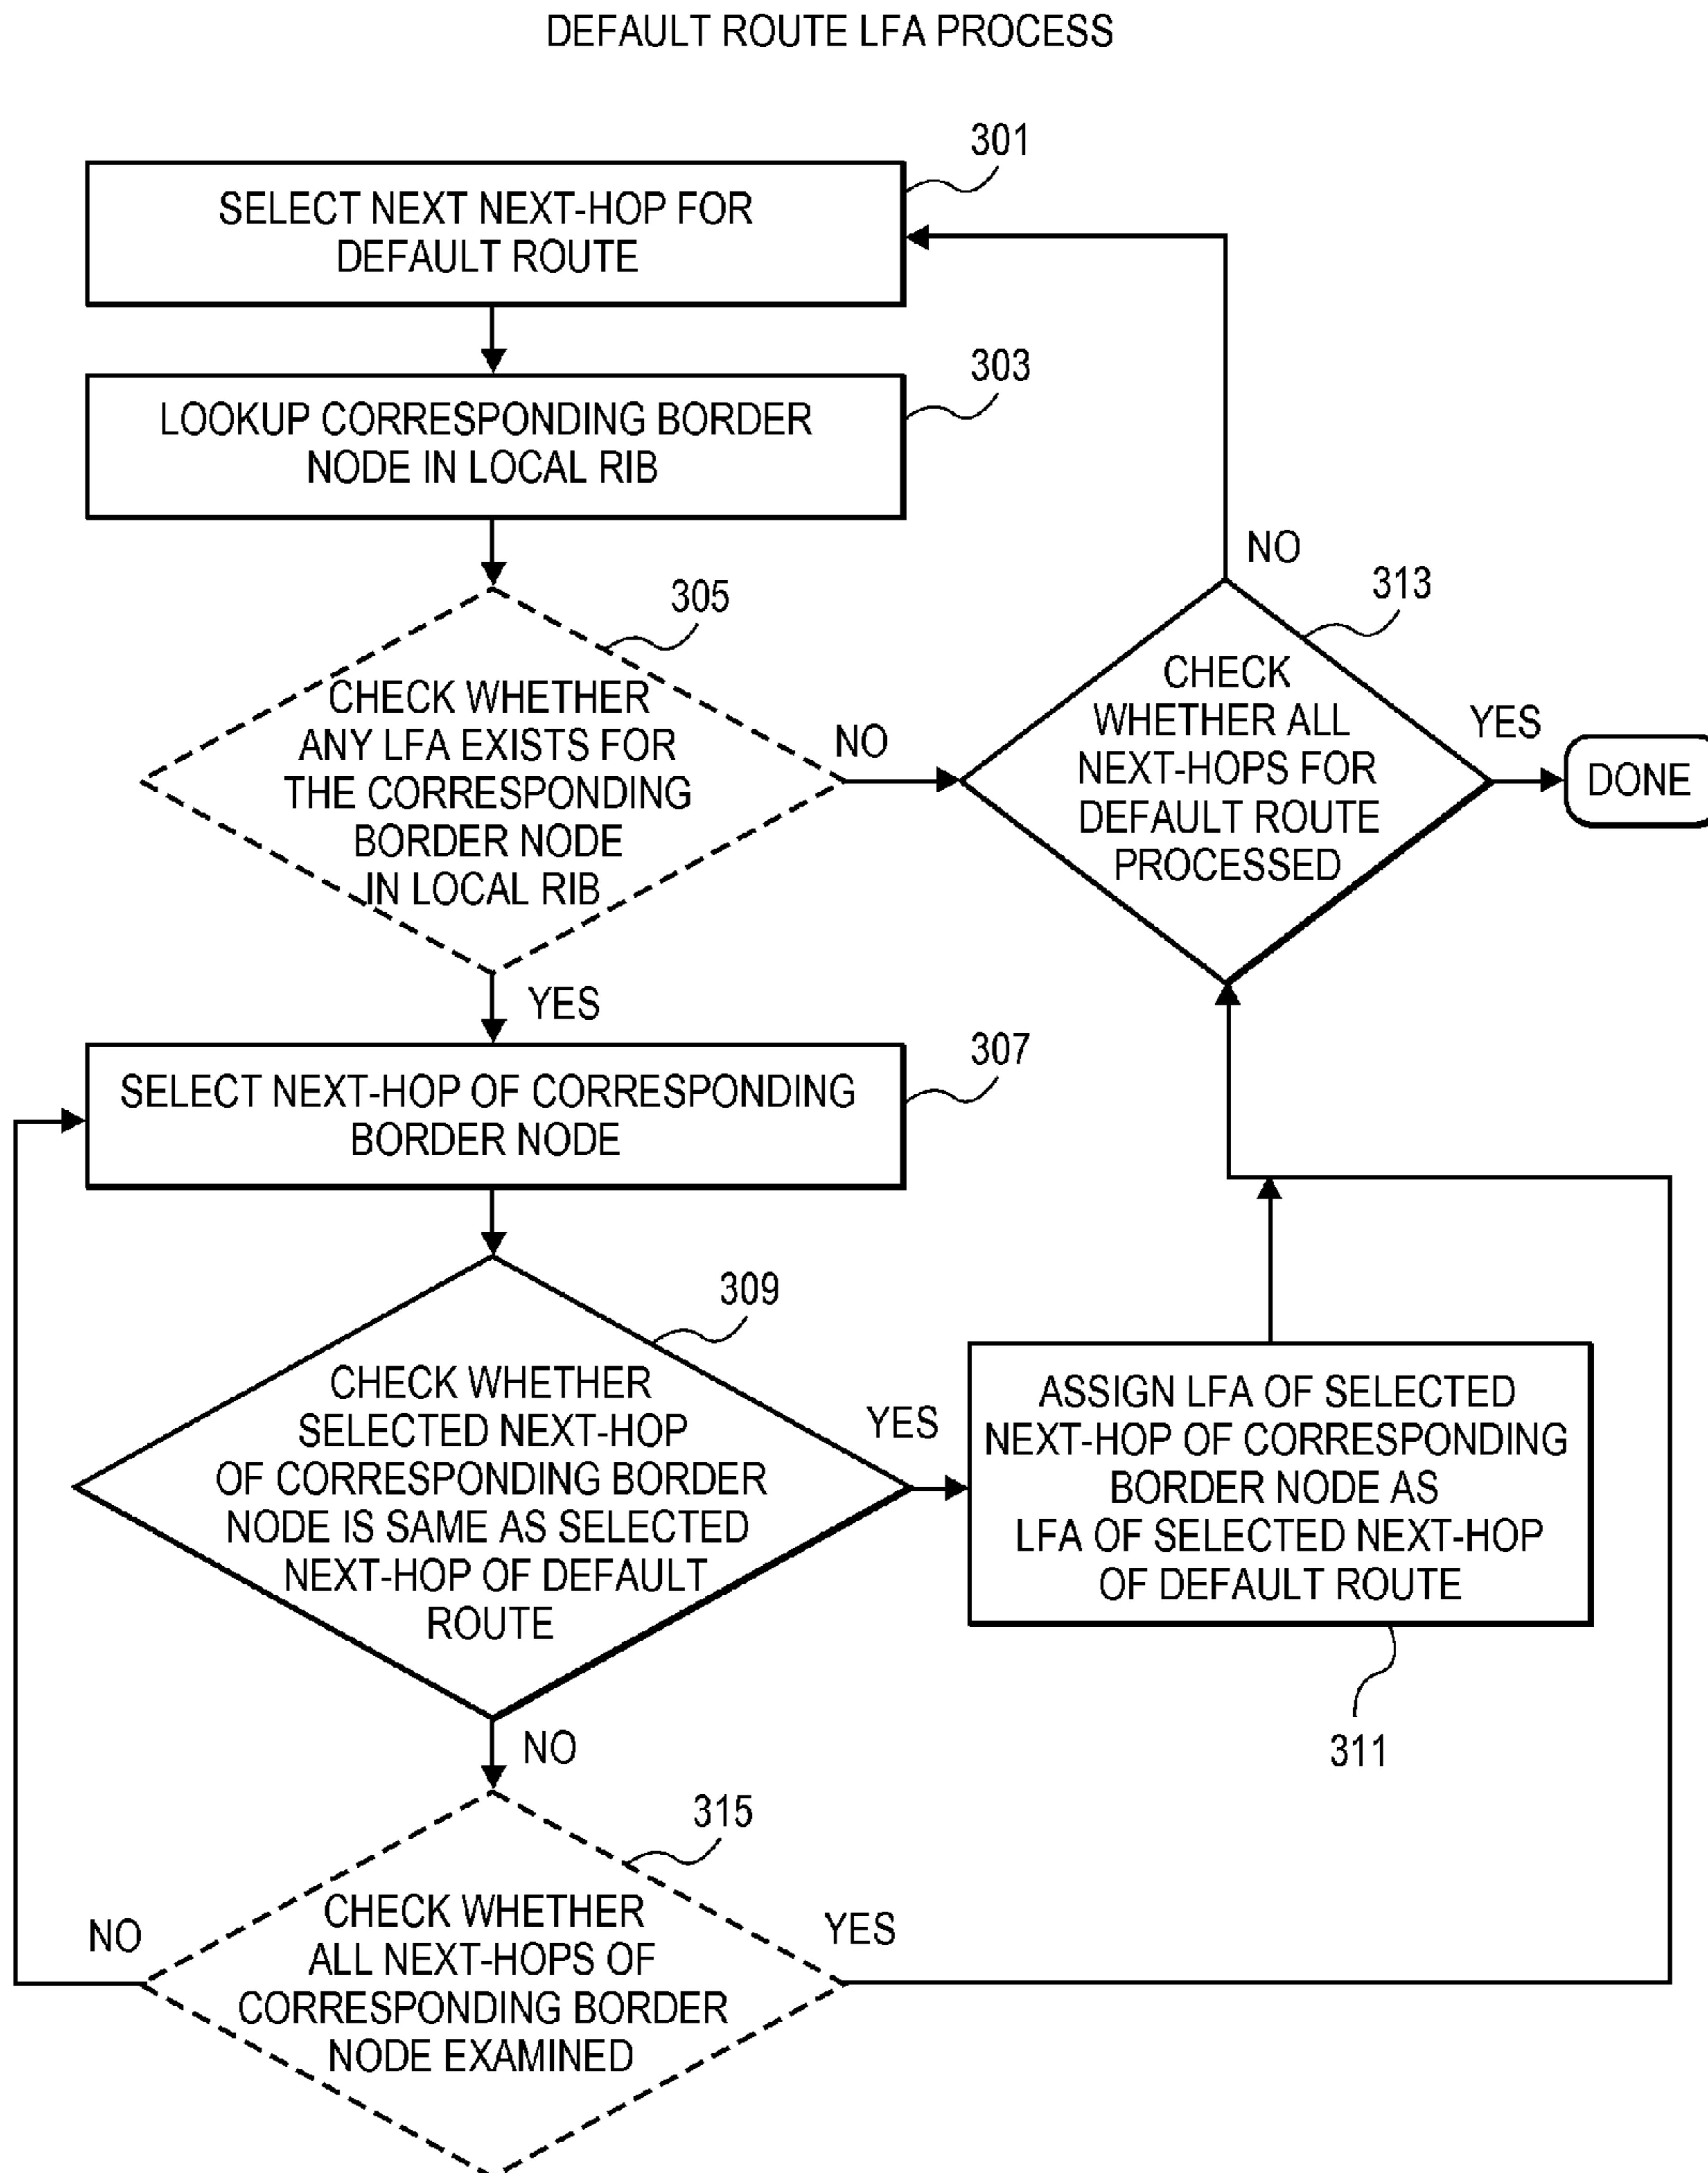 DEFAULT ROUTE LFA PROCESS
301
SELECT NEXT NEXT-HOP FOR
DEFAULT ROUTE
303
LOOKUP CORRESPONDING BORDER
NODE IN LOCAL RIB
305
CHECK WHETHER
ANY LFA EXISTS FOR
THE CORRESPONDING
BORDER NODE
IN LOCAL RIB
NO
YES
NO
313
CHECK
WHETHER ALL
NEXT-HOPS FOR
DEFAULT ROUTE
PROCESSED
YES
DONE
307
SELECT NEXT-HOP OF CORRESPONDING
BORDER NODE
309
CHECK WHETHER
SELECTED NEXT-HOP
OF CORRESPONDING BORDER
NODE IS SAME AS SELECTED
NEXT-HOP OF DEFAULT
ROUTE
YES
NO
ASSIGN LFA OF SELECTED
NEXT-HOP OF CORRESPONDING
BORDER NODE AS
LFA OF SELECTED NEXT-HOP
OF DEFAULT ROUTE
311
315
CHECK WHETHER
ALL NEXT-HOPS OF
CORRESPONDING BORDER
NODE EXAMINED
NO
YES